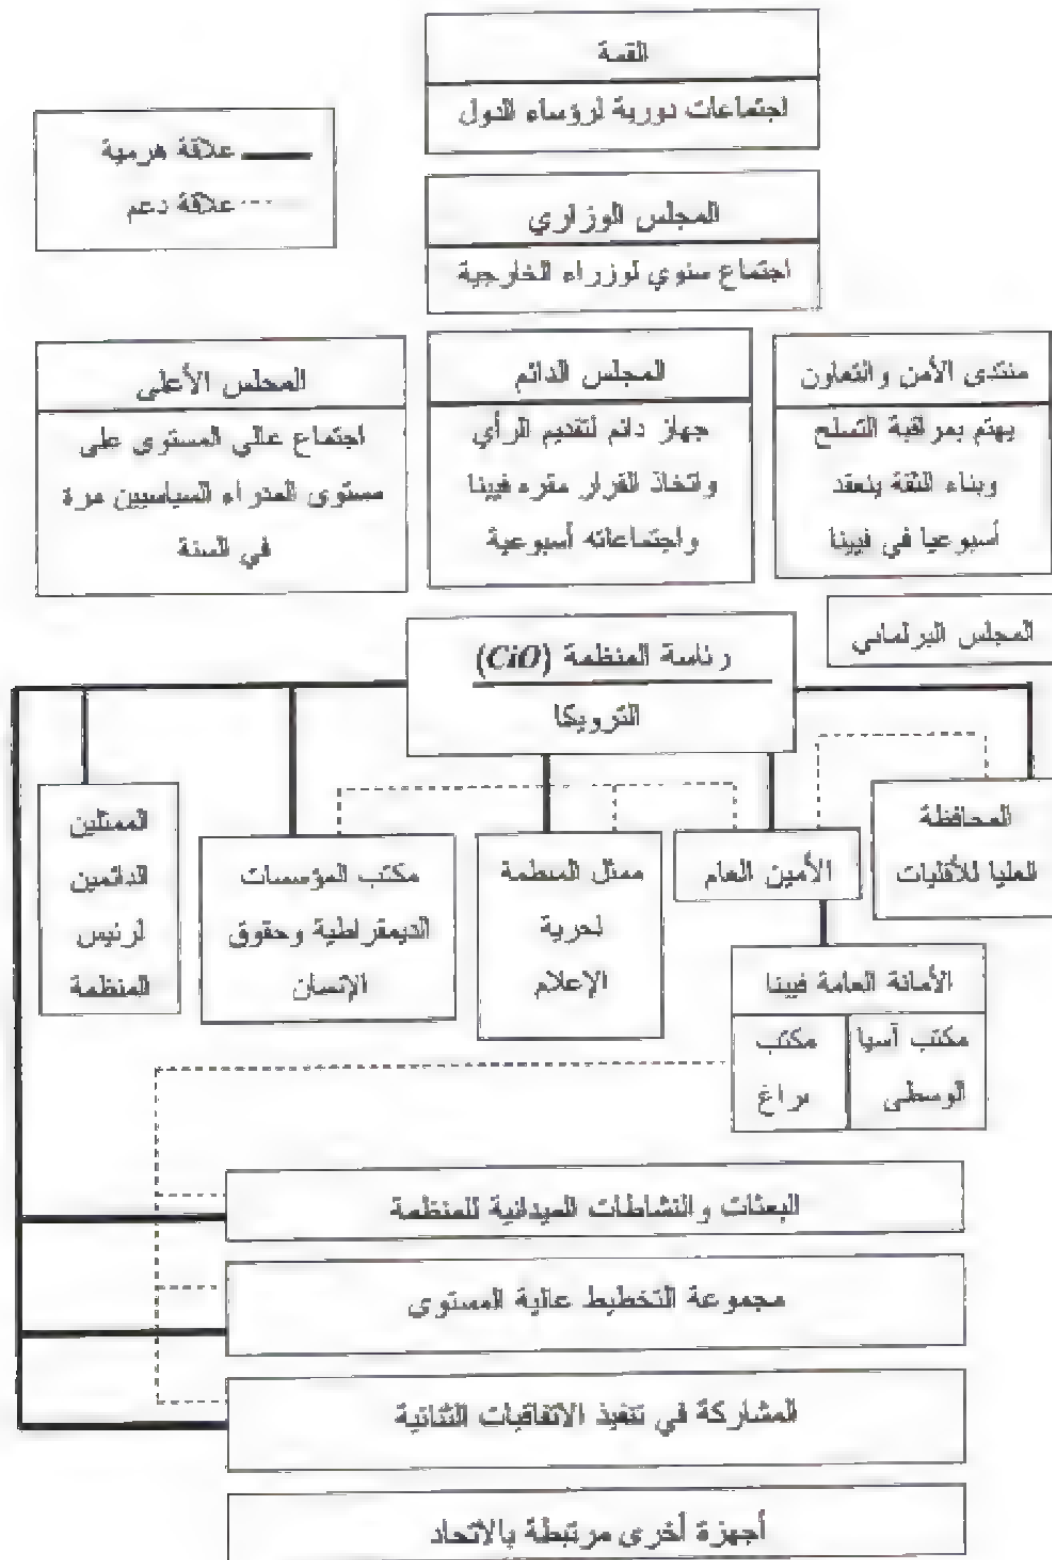 القمة
اجتماعات دورية لرؤساء الدول
علاقة هرمية
علاقة دعم
المجلس الوزاري
اجتماع سنوي لوزراء الخارجية
منتدى الأمن والتعاون
يهتم بمراقبة التسلح
وبناء الثقة ينعقد
أسبوعيا في فيينا
المجلس الدائم
جهاز دائم لتقديم الرأي
واتخاذ القرار مقره فيينا
واجتماعاته أسبوعية
المجلس الأعلى
اجتماع عالي المستوى على
مستوى المدراء السياسيين مرة
في السنة
المجلس البرلماني
رئاسة المنظمة (CiO)
الترويكا
المحافظة
العليا للأقليات
الأمين العام
ممثل المنظمة
لحرية
الإعلام
مكتب المؤسسات
الديمقراطية وحقوق
الإنسان
الممثلين
الدائمين
لرئيس
المنظمة
الأمانة العامة فيينا
مكتب آسيا
الوسطى
مكتب
براغ
البعثات والنشاطات الميدانية للمنظمة
مجموعة التخطيط عالية المستوى
المشاركة في تنفيذ الاتفاقيات الثنائية
أجهزة أخرى مرتبطة بالاتحاد